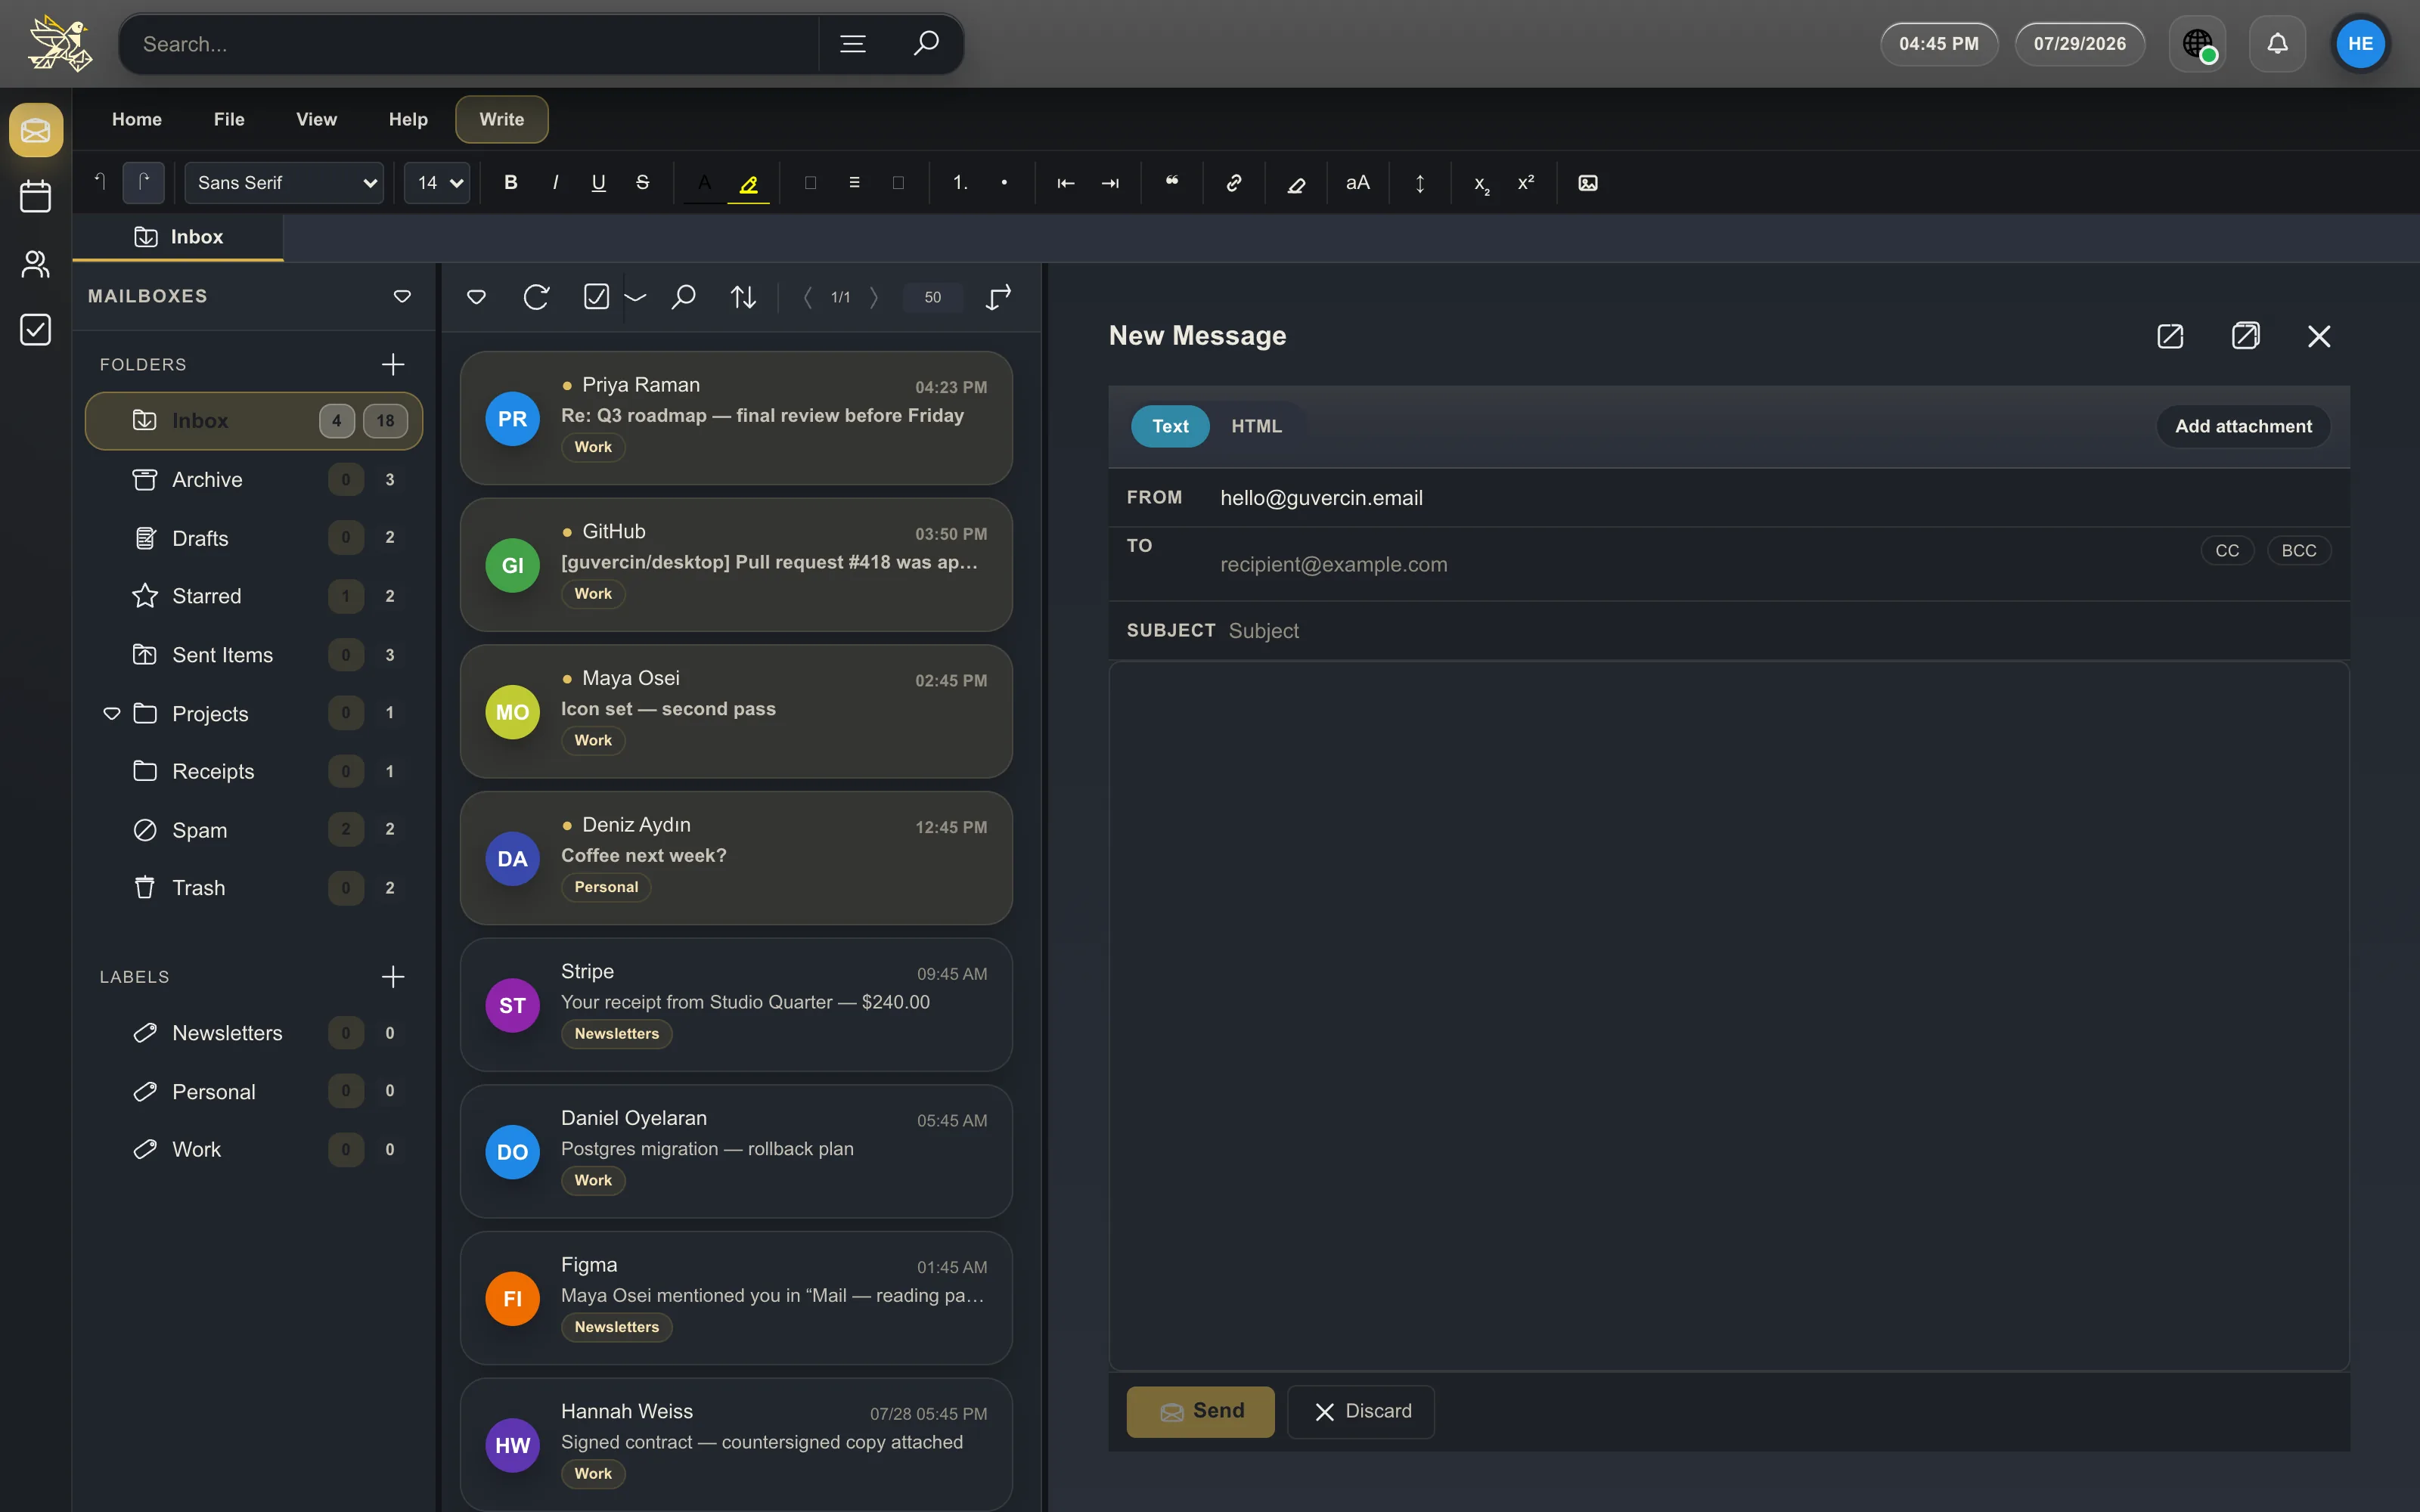 Search...
04:45 PM
07/29/2026
HE
Home
File
View
Help
Write
Sans Serif
14
B
I
U
S
A
1.
aA
x₂
x²
Inbox
MAILBOXES
FOLDERS
Inbox 4 18
Archive 0 3
Drafts 0 2
Starred 1 2
Sent Items 0 3
Projects 0 1
Receipts 0 1
Spam 2 2
Trash 0 2
LABELS
Newsletters 0 0
Personal 0 0
Work 0 0
1/1
50
PR
Priya Raman
04:23 PM
Re: Q3 roadmap — final review before Friday
Work
GI
GitHub
03:50 PM
[guvercin/desktop] Pull request #418 was ap...
Work
MO
Maya Osei
02:45 PM
Icon set — second pass
Work
DA
Deniz Aydın
12:45 PM
Coffee next week?
Personal
ST
Stripe
09:45 AM
Your receipt from Studio Quarter — $240.00
Newsletters
DO
Daniel Oyelaran
05:45 AM
Postgres migration — rollback plan
Work
FI
Figma
01:45 AM
Maya Osei mentioned you in “Mail — reading pa...
Newsletters
HW
Hannah Weiss
07/28 05:45 PM
Signed contract — countersigned copy attached
Work
New Message
Text
HTML
Add attachment
FROM hello@guvercin.email
TO
recipient@example.com
CC
BCC
SUBJECT Subject
Send
Discard